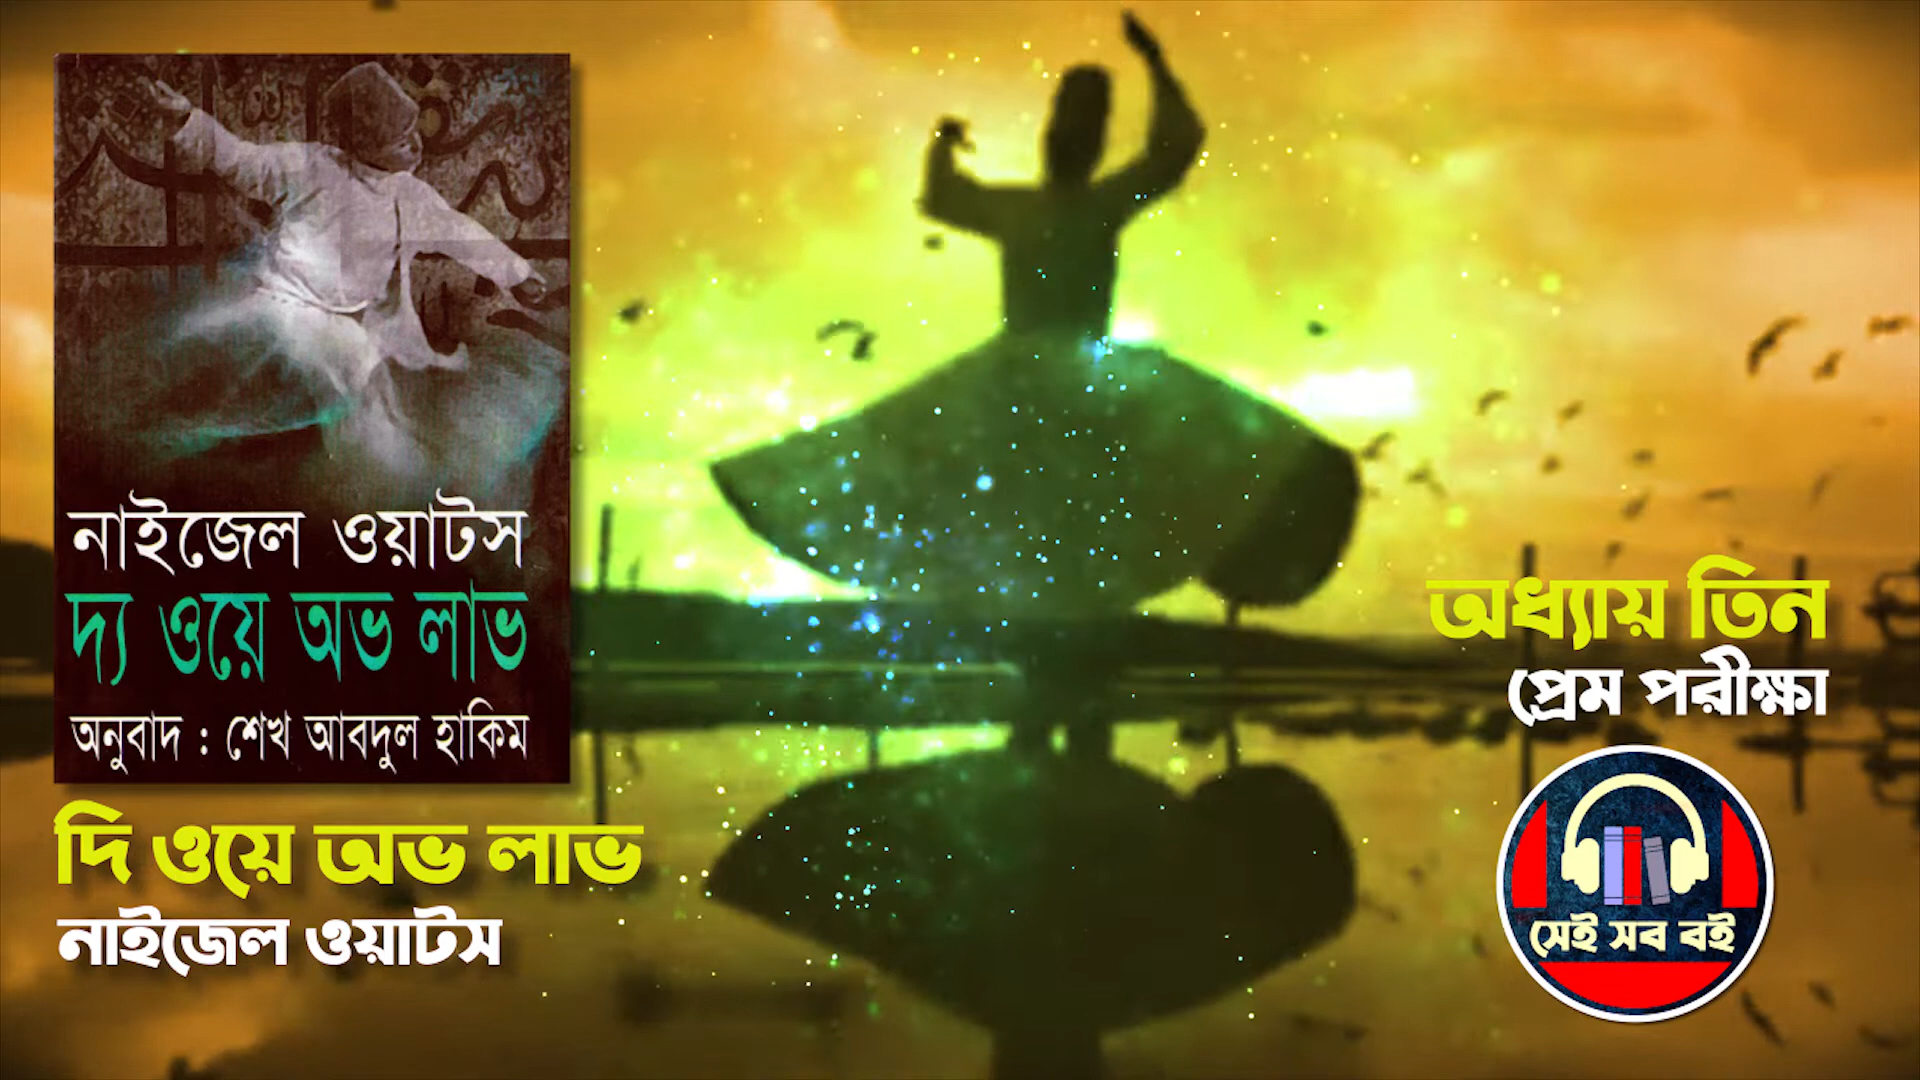 নাইজেল ওয়াটস
দ্য ওয়ে অভ লাভ
অনুবাদ : শেখ আবদুল হাকিম
দি ওয়ে অভ লাভ
নাইজেল ওয়াটস
অধ্যায় তিন
প্রেম পরীক্ষা
সেই সব বই